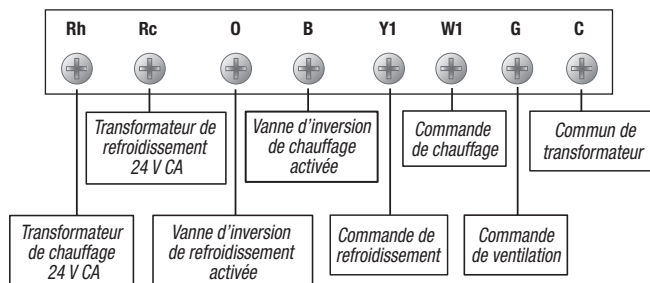 Rh Rc O B Y1 W1 G C
Transformateur de
refroidissement
24 V CA
Vanne d'inversion
de chauffage
activée
Commande
de
chauffage
Commun de
transformateur
Transformateur
de chauffage
24 V CA
Vanne d'inversion
de refroidissement
activée
Commande de
refroidissement
Commande
de ventilation